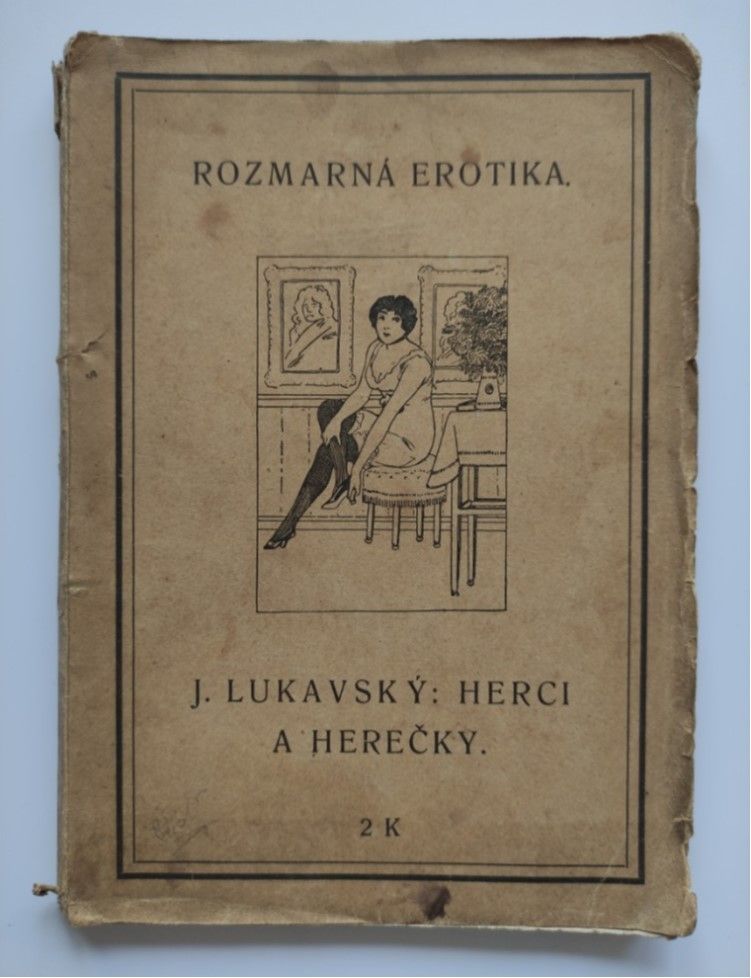 ROZMARNÁ EROTIKA.
J. LUKAVSKÝ: HERCI
A HEREČKY.
2 K